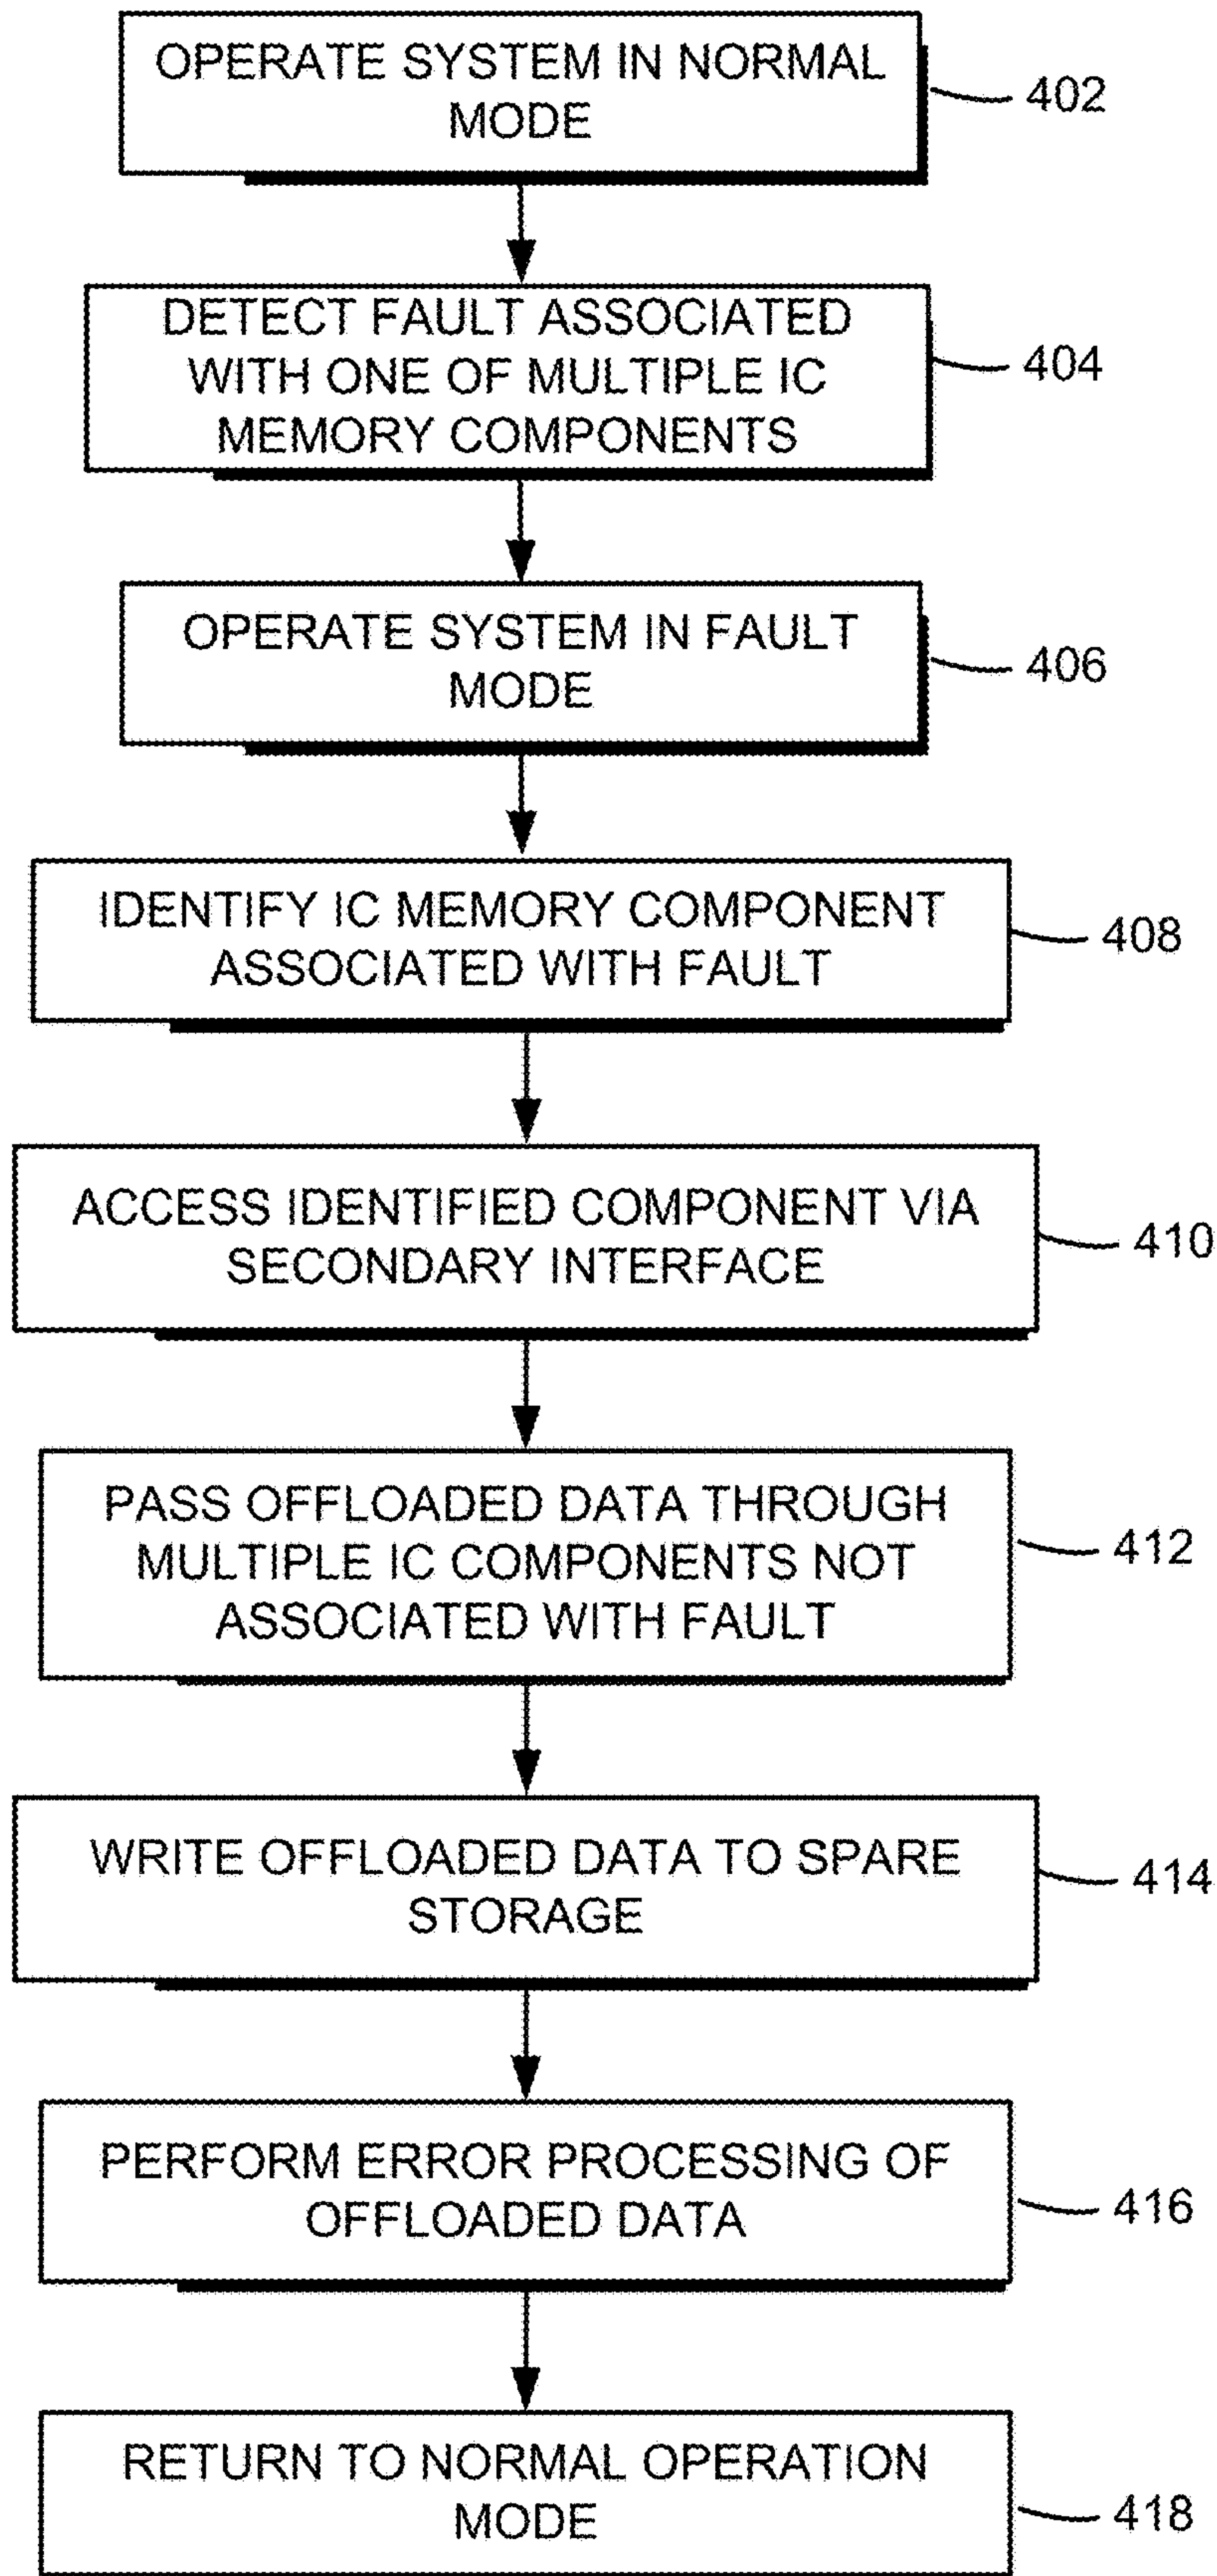 OPERATE SYSTEM IN NORMAL
MODE
402
DETECT FAULT ASSOCIATED
WITH ONE OF MULTIPLE IC
MEMORY COMPONENTS
404
OPERATE SYSTEM IN FAULT
MODE
406
IDENTIFY IC MEMORY COMPONENT
ASSOCIATED WITH FAULT
408
ACCESS IDENTIFIED COMPONENT VIA
SECONDARY INTERFACE
410
PASS OFFLOADED DATA THROUGH
MULTIPLE IC COMPONENTS NOT
ASSOCIATED WITH FAULT
412
WRITE OFFLOADED DATA TO SPARE
STORAGE
414
PERFORM ERROR PROCESSING OF
OFFLOADED DATA
416
RETURN TO NORMAL OPERATION
MODE
418